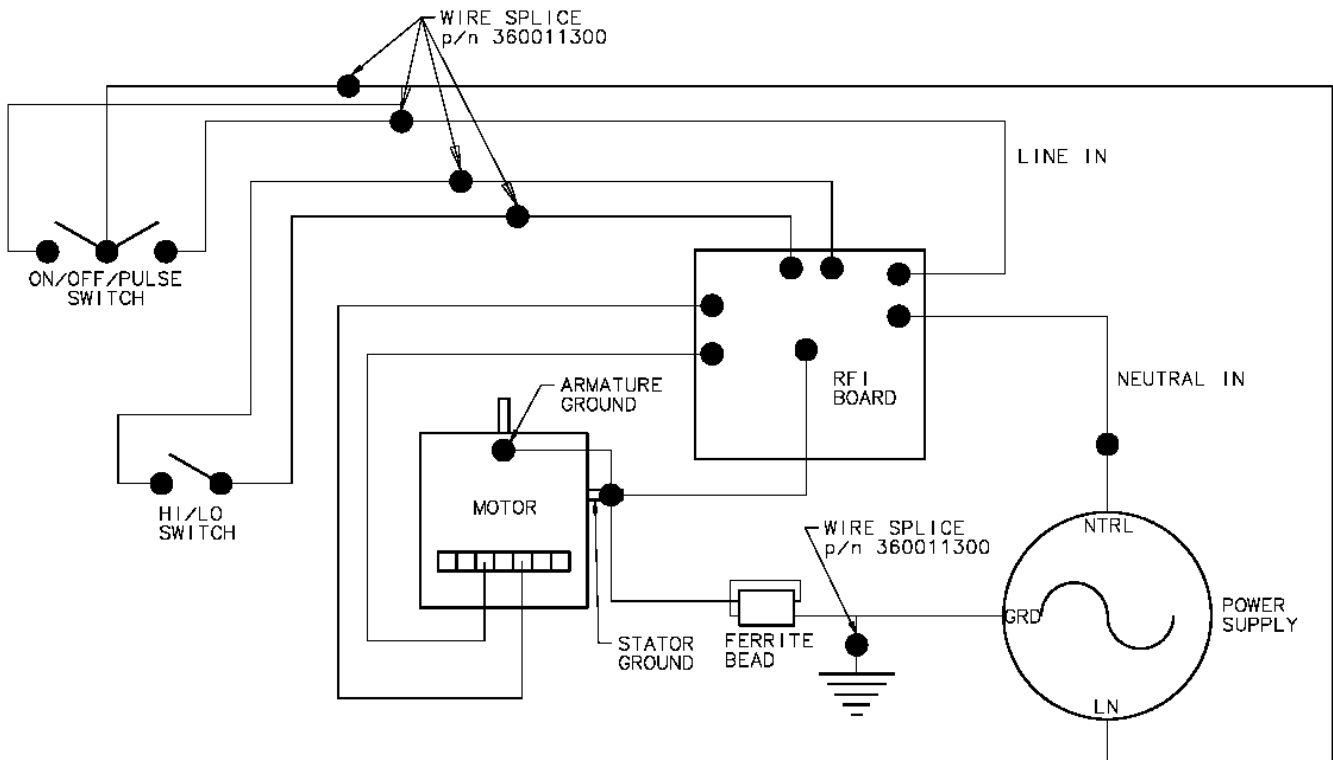 WIRE SPLICE
p/n 360011300
LINE IN
ON/OFF/PULSE
SWITCH
ARMATURE
GROUND
RFI
BOARD
NEUTRAL IN
HI/LO
SWITCH
MOTOR
WIRE SPLICE
p/n 360011300
NTRL
GRD
POWER
SUPPLY
STATOR
GROUND
FERRITE
BEAD
LN